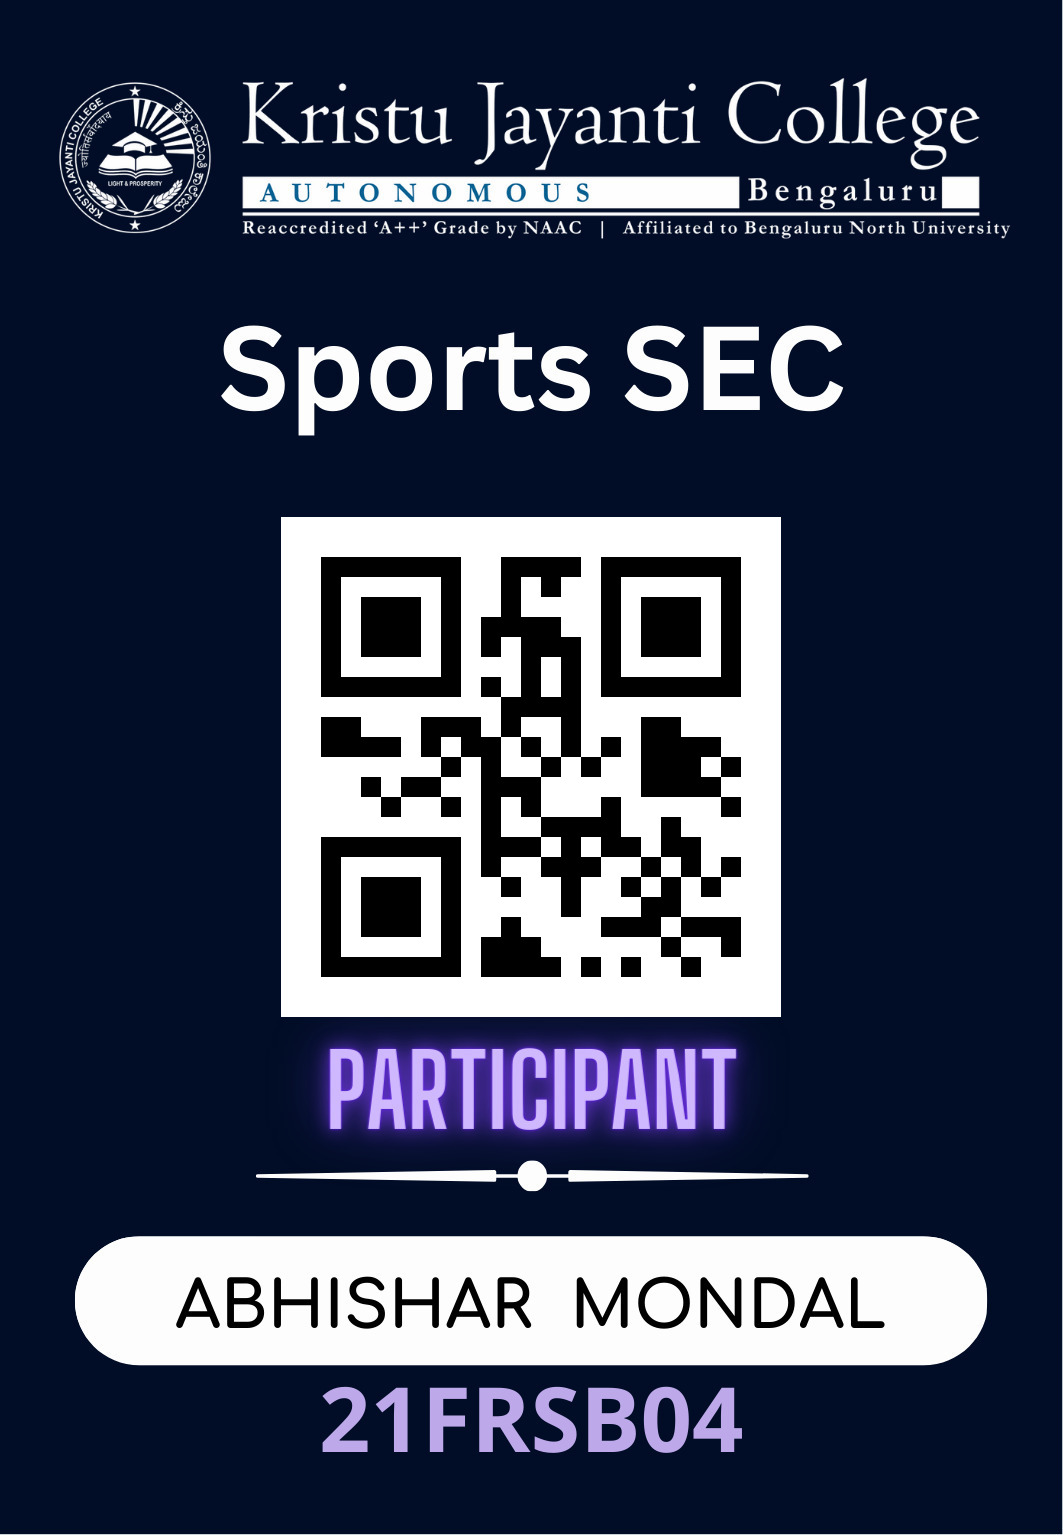 KRISTU JAYANTI COLLEGE
ಕ್ರಿಸ್ತು ಜಯಂತಿ ಕಾಲೇಜು
LIGHT & PROSPERITY
Kristu Jayanti College
AUTONOMOUS Bengaluru
Reaccredited ‘A++’ Grade by NAAC | Affiliated to Bengaluru North University
Sports SEC
PARTICIPANT
ABHISHAR MONDAL
21FRSB04